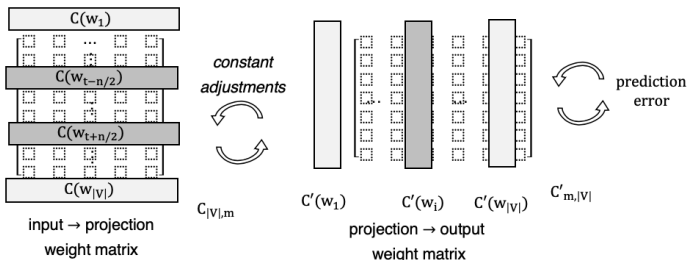 C(w₁)
...
C(wₜ₋ₙ/₂)
C(wₜ₊ₙ/₂)
C(w|V|)
input → projection
weight matrix
constant
adjustments
C|V|,m
C′(w₁)
C′(wᵢ)
C′(w|V|)
projection → output
weight matrix
C′m,|V|
prediction
error